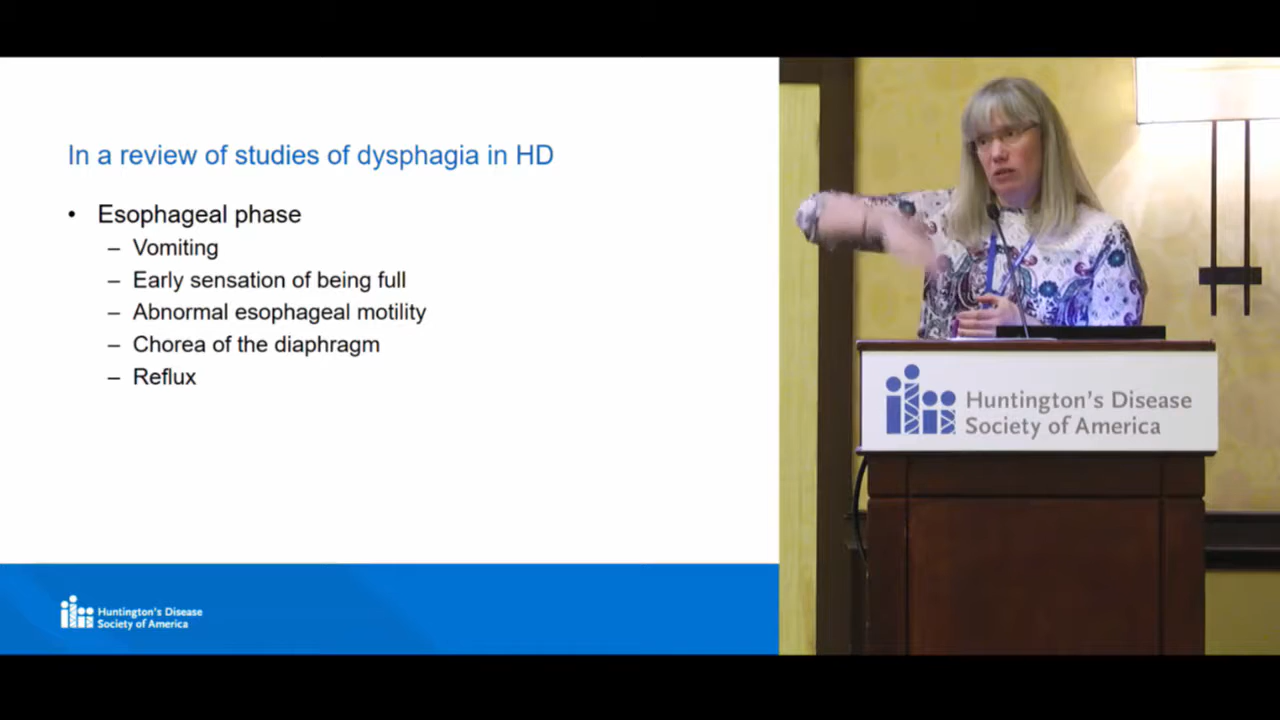 In a review of studies of dysphagia in HD
• Esophageal phase
– Vomiting
– Early sensation of being full
– Abnormal esophageal motility
– Chorea of the diaphragm
– Reflux
Huntington's Disease
Society of America
Huntington's Disease
Society of America